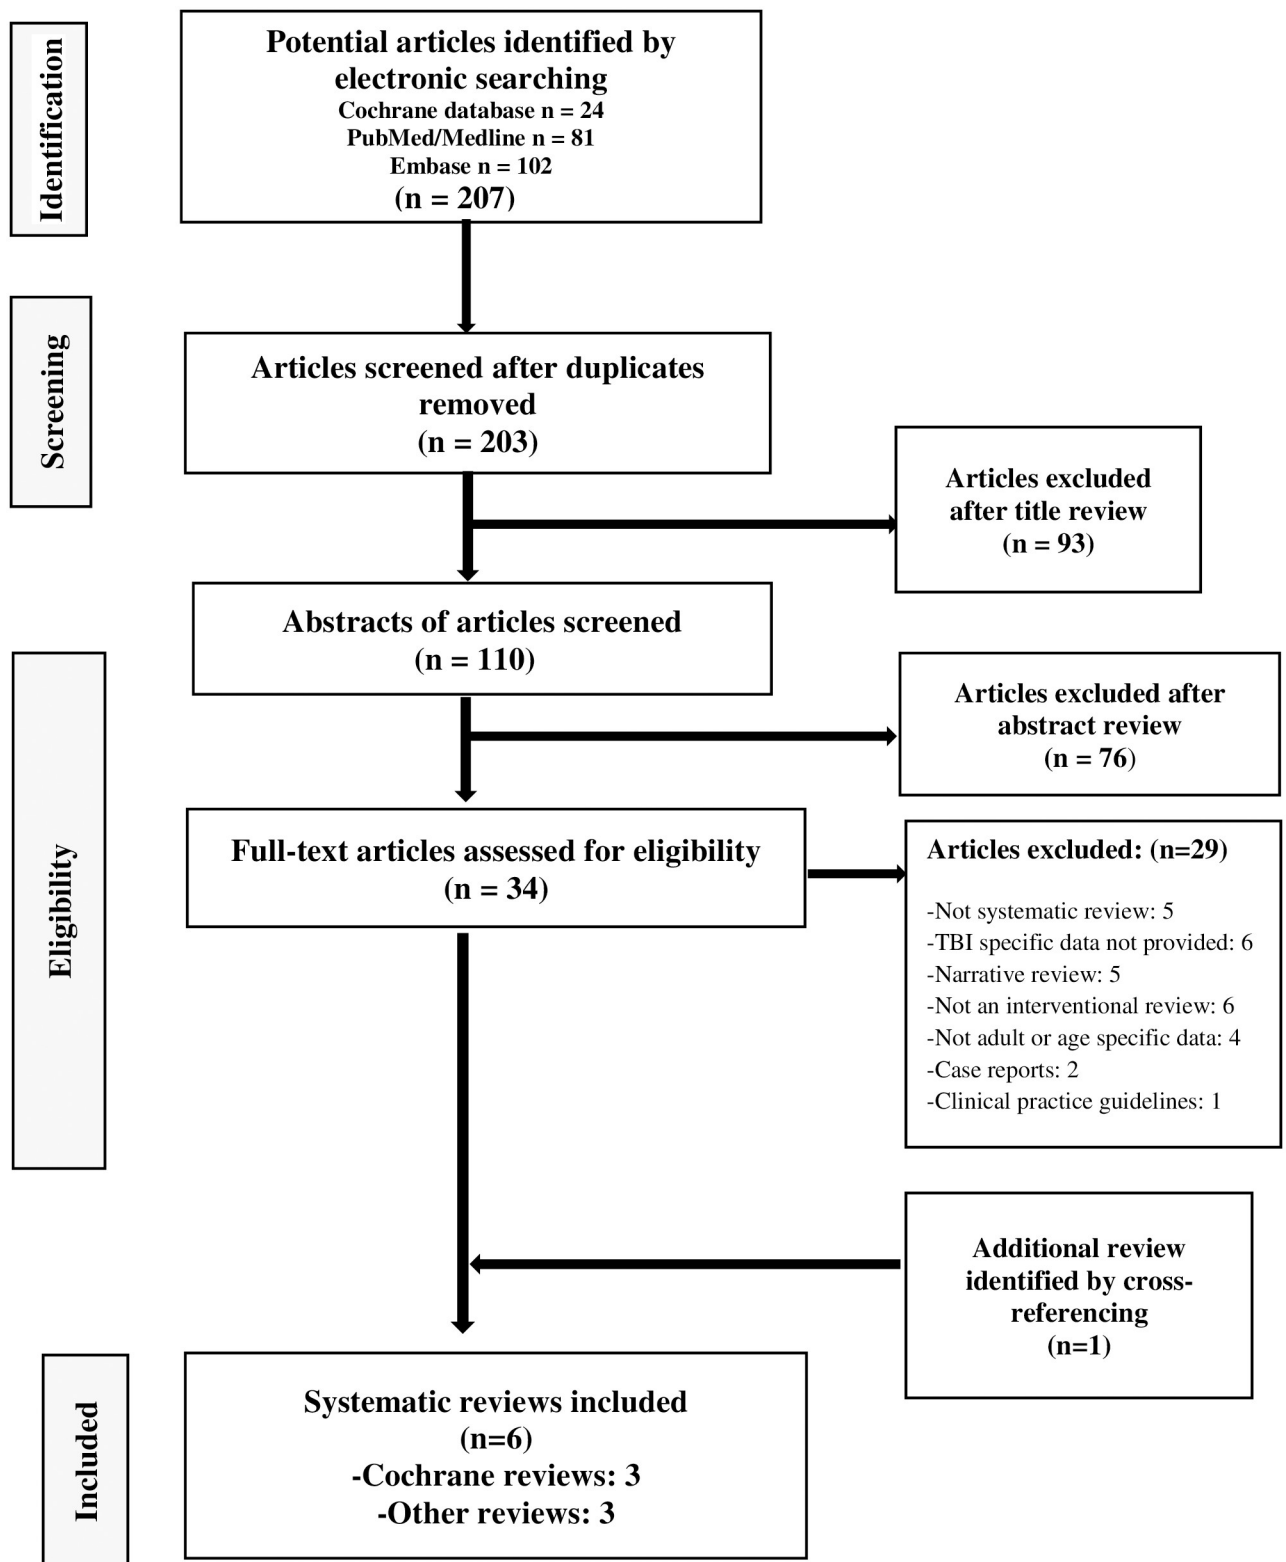 Identification
Potential articles identified by
electronic searching
Cochrane database n = 24
PubMed/Medline n = 81
Embase n = 102
(n = 207)
Screening
Articles screened after duplicates
removed
(n = 203)
Articles excluded
after title review
(n = 93)
Abstracts of articles screened
(n = 110)
Eligibility
Articles excluded after
abstract review
(n = 76)
Full-text articles assessed for eligibility
(n = 34)
Articles excluded: (n=29)
-Not systematic review: 5
-TBI specific data not provided: 6
-Narrative review: 5
-Not an interventional review: 6
-Not adult or age specific data: 4
-Case reports: 2
-Clinical practice guidelines: 1
Additional review
identified by cross-
referencing
(n=1)
Included
Systematic reviews included
(n=6)
-Cochrane reviews: 3
-Other reviews: 3